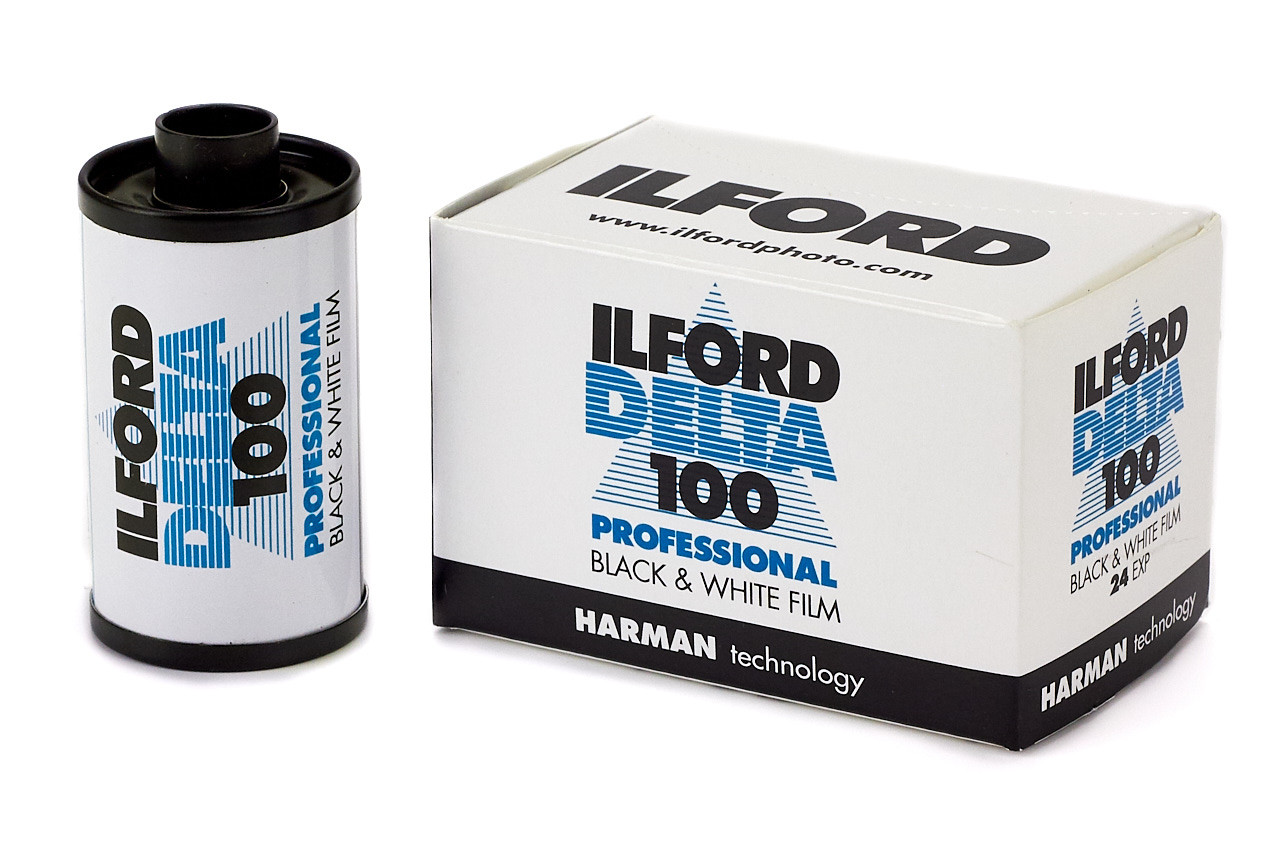 ILFORD
DELTA
100
PROFESSIONAL
BLACK & WHITE FILM
ILFORD
www.ilfordphoto.com
ILFORD
DELTA
100
PROFESSIONAL
BLACK & WHITE FILM
HARMAN technology
ILFORD
DELTA
100
PROFESSIONAL
BLACK & WHITE FILM
24 EXP
HARMAN technology